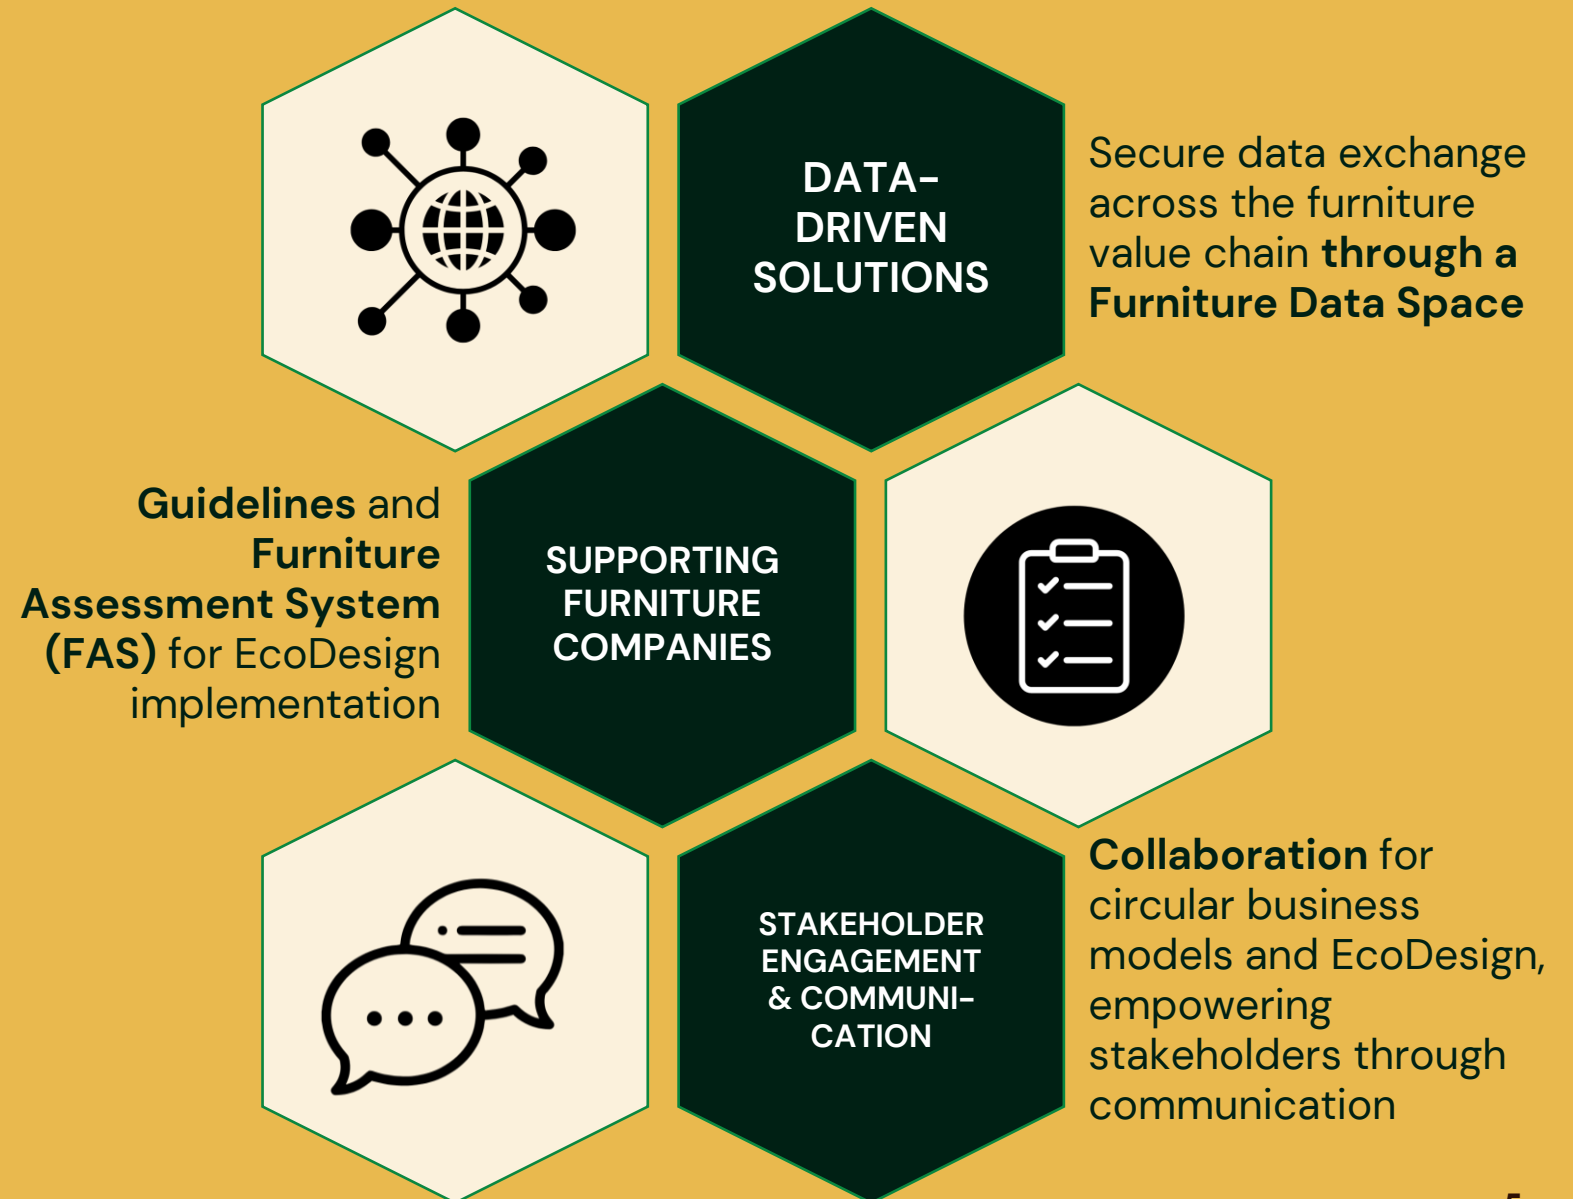 DATA-
DRIVEN
SOLUTIONS
Secure data exchange
across the furniture
value chain through a
Furniture Data Space
Guidelines and
Furniture
Assessment System
(FAS) for EcoDesign
implementation
SUPPORTING
FURNITURE
COMPANIES
STAKEHOLDER
ENGAGEMENT
& COMMUNI-
CATION
Collaboration for
circular business
models and EcoDesign,
empowering
stakeholders through
communication